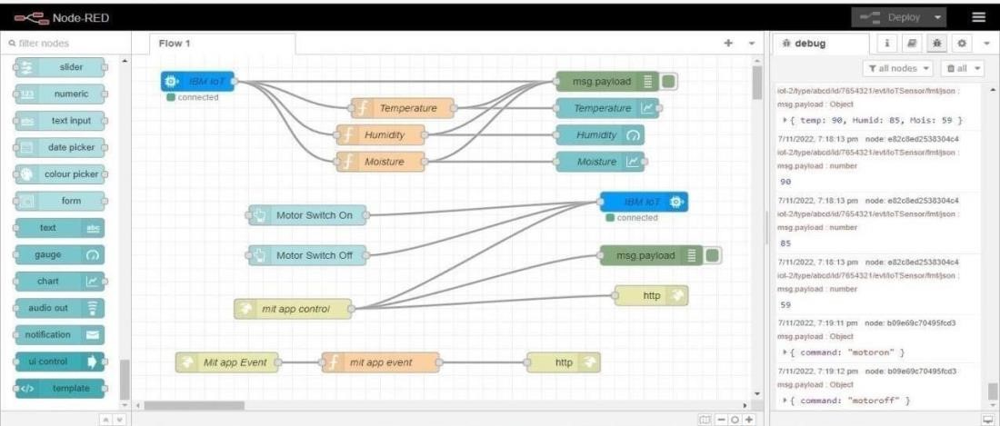 Node-RED
Deploy
filter nodes
Flow 1
debug
i
all nodes
all
slider
123 numeric
abc text input
date picker
colour picker
form
text abc
gauge
chart
audio out
notification
ui control
</> template
IBM IoT
connected
msg.payload
f Temperature
Temperature
f Humidity
Humidity
f Moisture
Moisture
Motor Switch On
IBM IoT
connected
Motor Switch Off
msg.payload
mit app control
http
Mit app Event
f mit app event
http
iot-2/type/abcd/id/7654321/evt/IoTSensor/fmt/json :
msg.payload : Object
{ temp: 90, Humid: 85, Mois: 59 }
7/11/2022, 7:18:13 pm node: e82c8ed2538304c4
iot-2/type/abcd/id/7654321/evt/IoTSensor/fmt/json :
msg.payload : number
90
7/11/2022, 7:18:13 pm node: e82c8ed2538304c4
iot-2/type/abcd/id/7654321/evt/IoTSensor/fmt/json :
msg.payload : number
85
7/11/2022, 7:18:13 pm node: e82c8ed2538304c4
iot-2/type/abcd/id/7654321/evt/IoTSensor/fmt/json :
msg.payload : number
59
7/11/2022, 7:19:11 pm node: b09e69c70495fcd3
msg.payload : Object
{ command: "motoron" }
7/11/2022, 7:19:12 pm node: b09e69c70495fcd3
msg.payload : Object
{ command: "motoroff" }